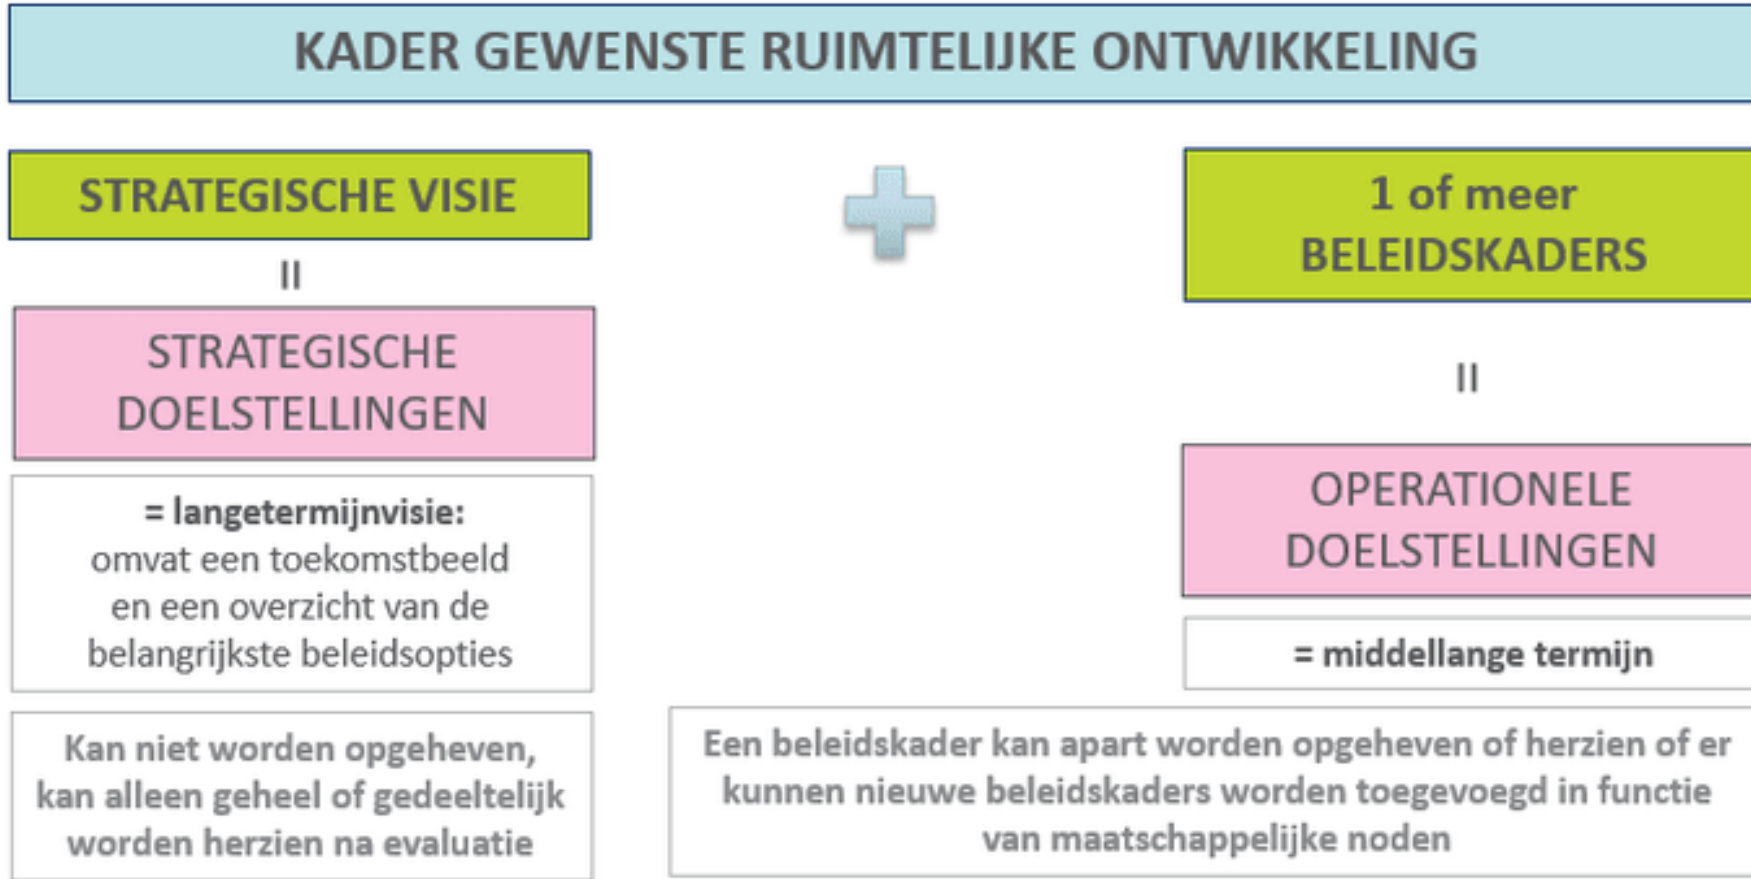 KADER GEWENSTE RUIMTELIJKE ONTWIKKELING
STRATEGISCHE VISIE
=
STRATEGISCHE
DOELSTELLINGEN
= langetermijnvisie:
omvat een toekomstbeeld
en een overzicht van de
belangrijkste beleidsopties
Kan niet worden opgeheven,
kan alleen geheel of gedeeltelijk
worden herzien na evaluatie
1 of meer
BELEIDSKADERS
=
OPERATIONELE
DOELSTELLINGEN
= middellange termijn
Een beleidskader kan apart worden opgeheven of herzien of er
kunnen nieuwe beleidskaders worden toegevoegd in functie
van maatschappelijke noden